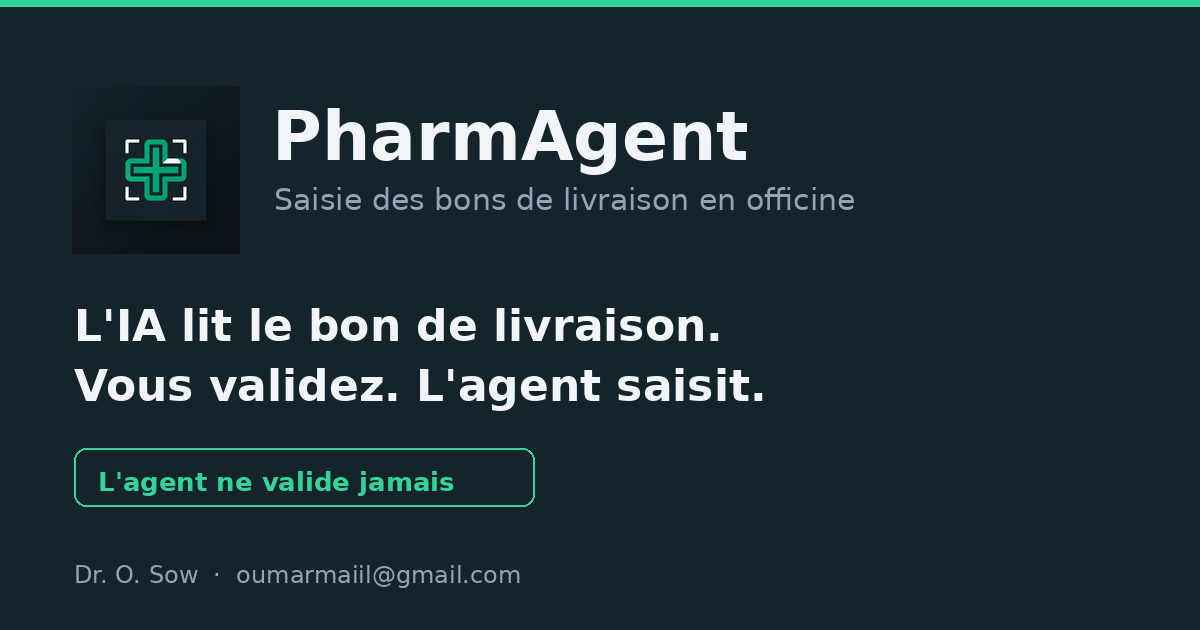 PharmAgent
Saisie des bons de livraison en officine
L'IA lit le bon de livraison.
Vous validez. L'agent saisit.
L'agent ne valide jamais
Dr. O. Sow · oumarmaiil@gmail.com